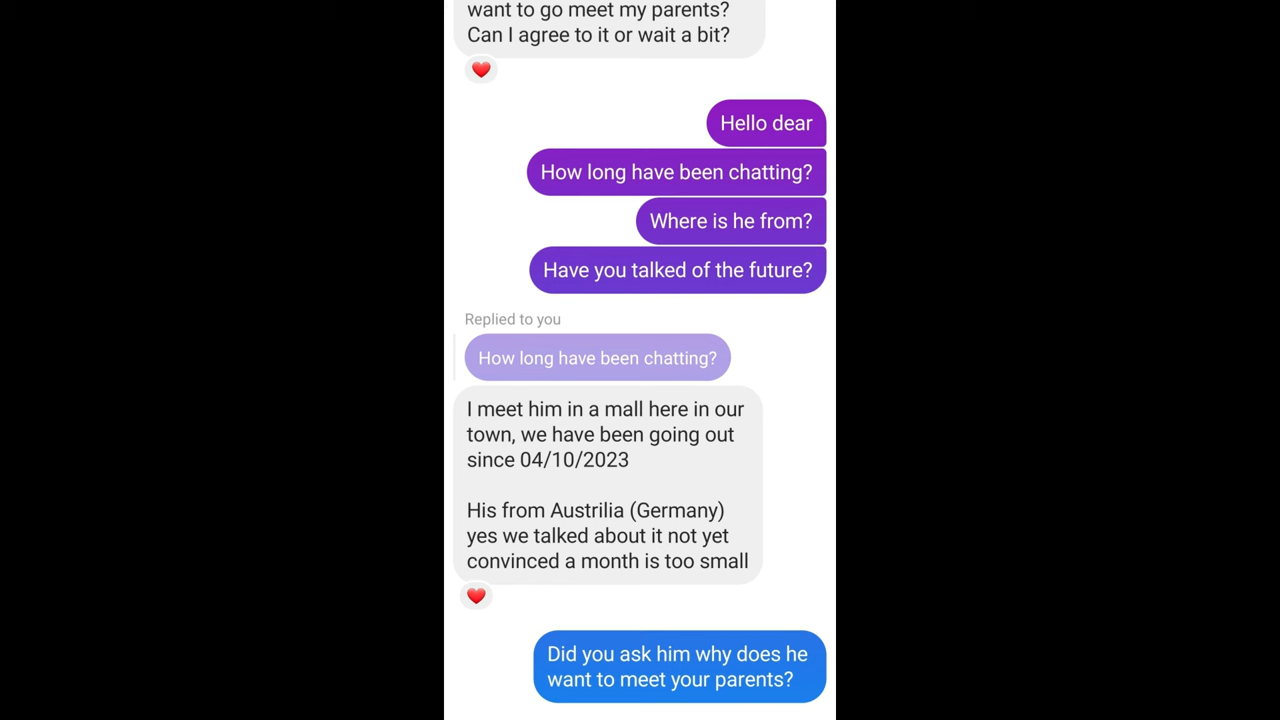 want to go meet my parents?
Can I agree to it or wait a bit?
Hello dear
How long have been chatting?
Where is he from?
Have you talked of the future?
Replied to you
How long have been chatting?
I meet him in a mall here in our
town, we have been going out
since 04/10/2023
His from Austrilia (Germany)
yes we talked about it not yet
convinced a month is too small
Did you ask him why does he
want to meet your parents?